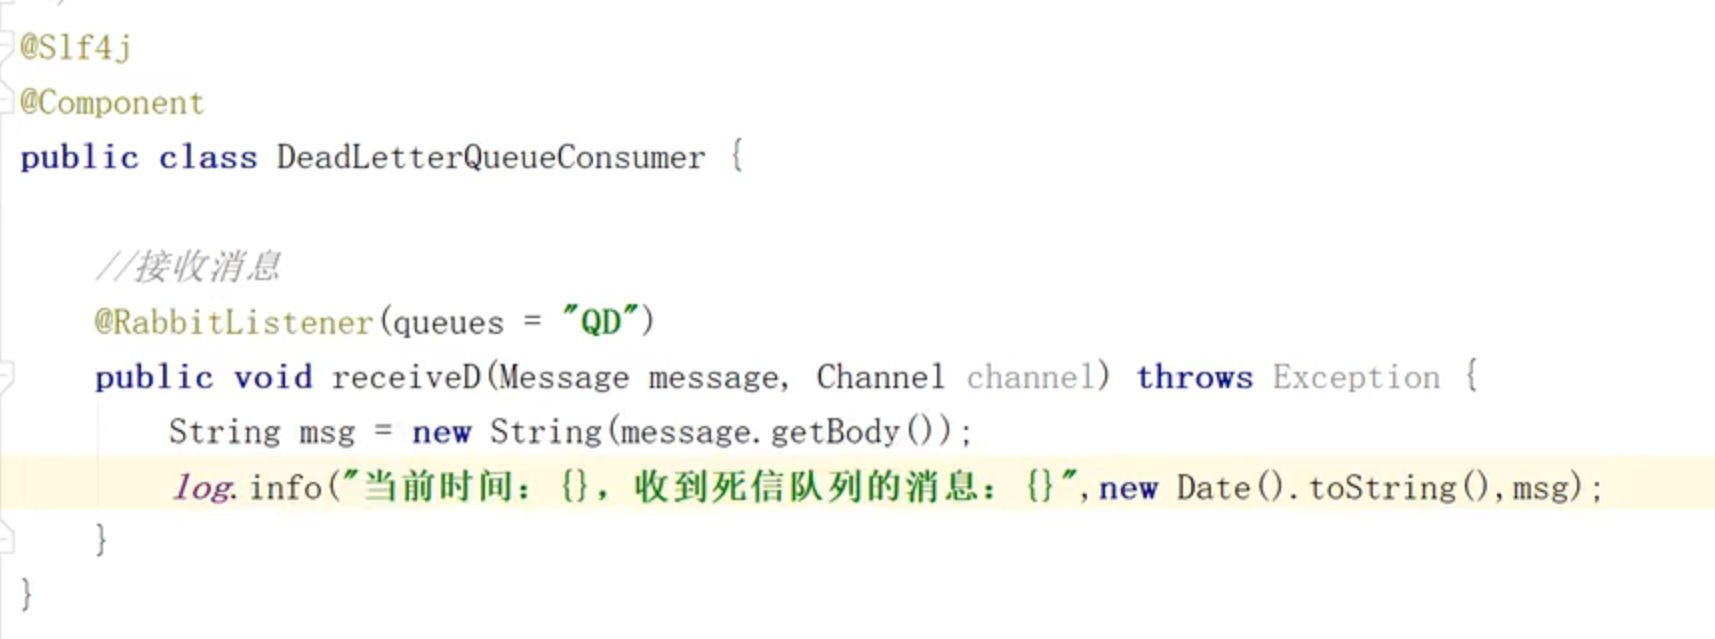 @Slf4j
@Component
public class DeadLetterQueueConsumer {
//接收消息
@RabbitListener(queues = "QD")
public void receiveD(Message message, Channel channel) throws Exception {
String msg = new String(message.getBody());
log.info("当前时间：{}，收到死信队列的消息：{}",new Date().toString(),msg);
}
}